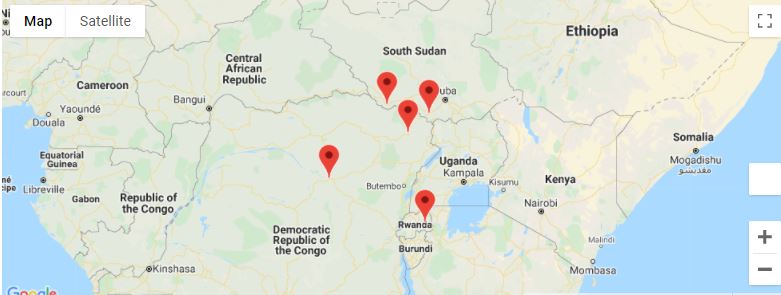 Map
Satellite
Ni
Ethiopia
South Sudan
Central
African
Republic
Cameroon
Bangui
uba
rcourt
Yaoundé
Douala
Equatorial
Guinea
Libreville
Gabon
Republic of
the Congo
Uganda
Kampala
Kisumu
Kenya
Nairobi
Somalia
Mogadishu
مقديشو
Butembo
Rwanda
Burundi
Democratic
Republic of
the Congo
Kinshasa
Malindi
Mombasa
+
−
Google